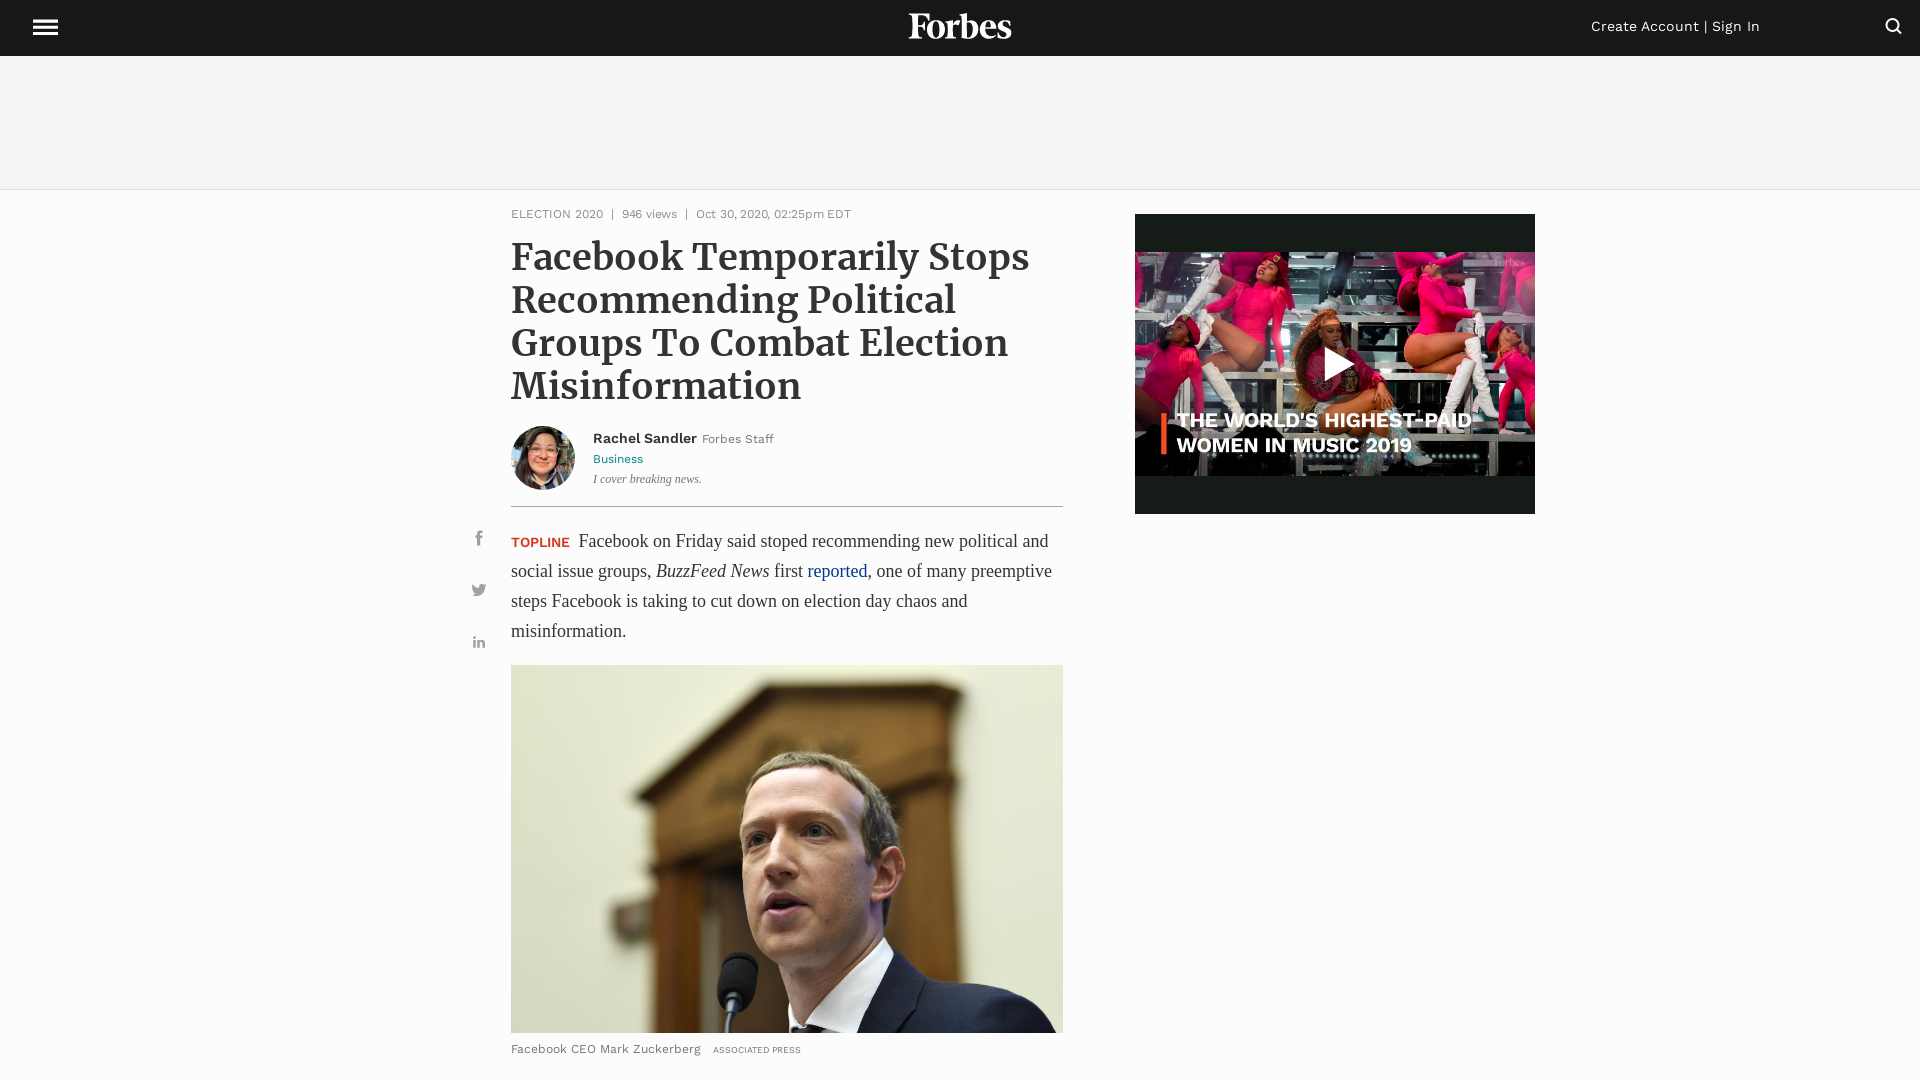 Forbes
Create Account | Sign In
ELECTION 2020 | 946 views | Oct 30, 2020, 02:25pm EDT
Facebook Temporarily Stops
Recommending Political
Groups To Combat Election
Misinformation
Rachel Sandler Forbes Staff
Business
I cover breaking news.
TOPLINE Facebook on Friday said stoped recommending new political and
social issue groups, BuzzFeed News first reported, one of many preemptive
steps Facebook is taking to cut down on election day chaos and
misinformation.
Facebook CEO Mark Zuckerberg ASSOCIATED PRESS
Forbes
THE WORLD'S HIGHEST-PAID
WOMEN IN MUSIC 2019